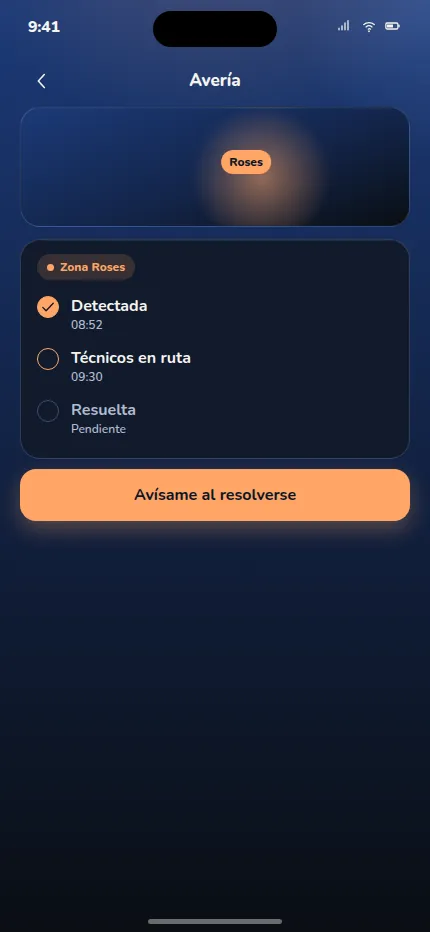 9:41
Avería
Roses
Zona Roses
Detectada
08:52
Técnicos en ruta
09:30
Resuelta
Pendiente
Avísame al resolverse